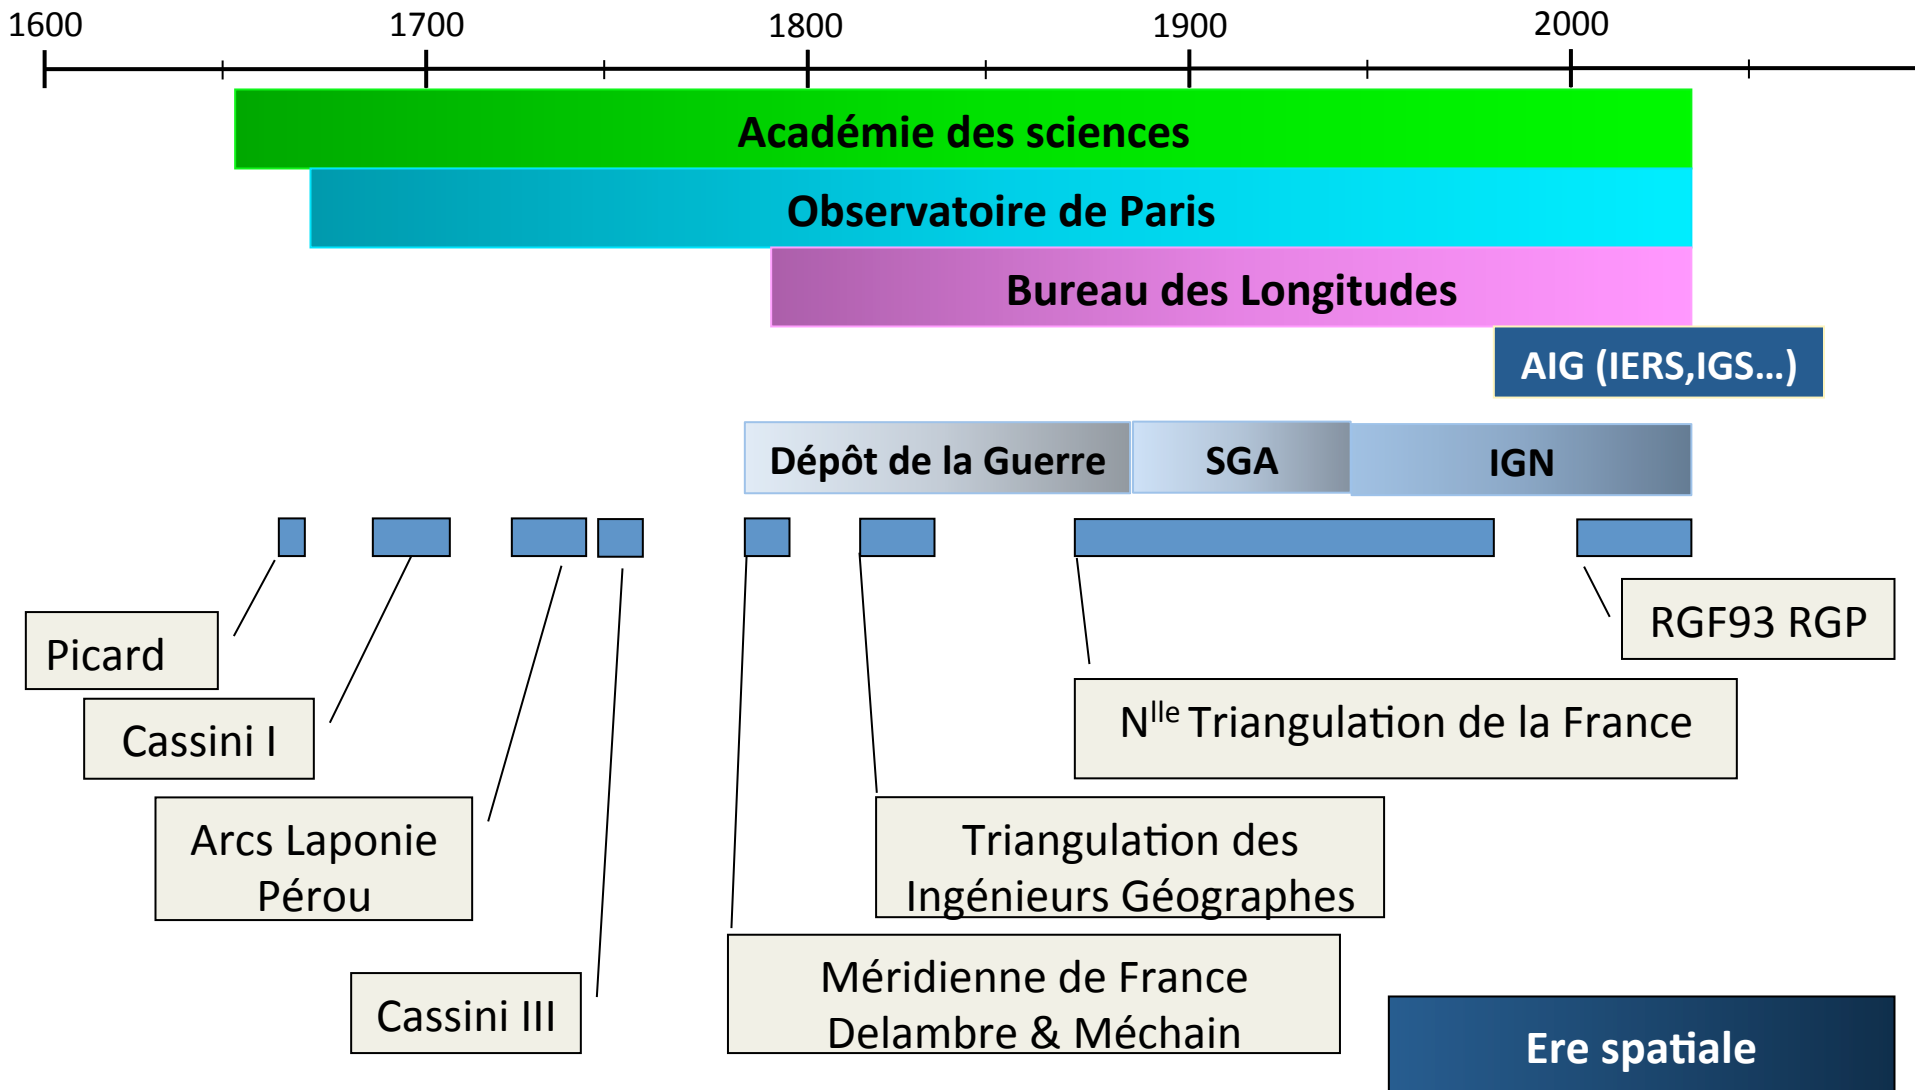 1600
1700
1800
1900
2000
Académie des sciences
Observatoire de Paris
Bureau des Longitudes
AIG (IERS,IGS...)
Dépôt de la Guerre
SGA
IGN
Picard
Cassini I
Arcs Laponie
Pérou
Cassini III
Méridienne de France
Delambre & Méchain
Triangulation des
Ingénieurs Géographes
Nlle Triangulation de la France
RGF93 RGP
Ere spatiale